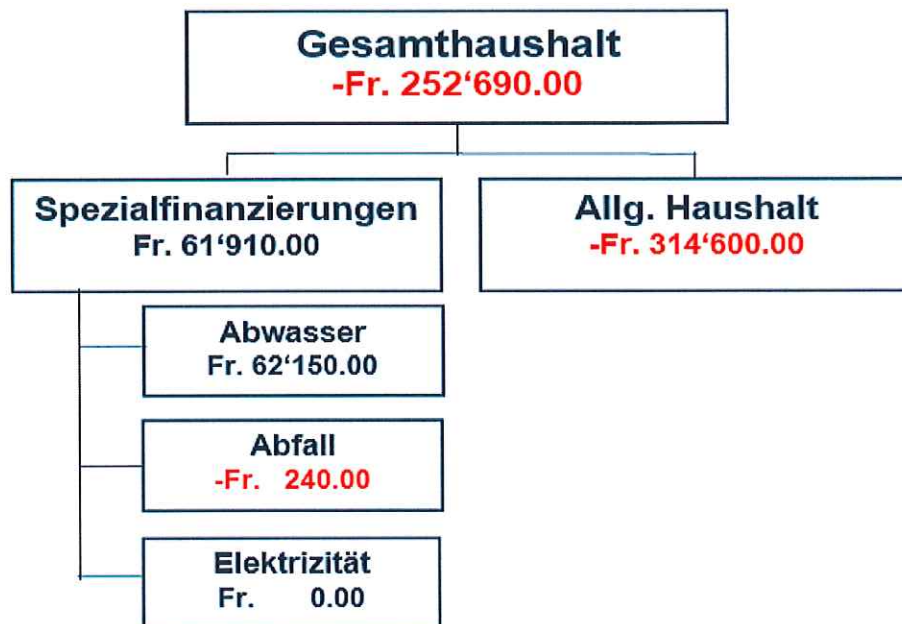 Gesamthaushalt
-Fr. 252‘690.00
Spezialfinanzierungen
Fr. 61‘910.00
Allg. Haushalt
-Fr. 314‘600.00
Abwasser
Fr. 62‘150.00
Abfall
-Fr. 240.00
Elektrizität
Fr. 0.00